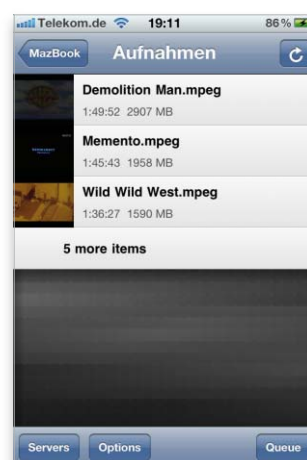 Telekom.de 19:11 86 %
MazBook Aufnahmen
Demolition Man.mpeg
1:49:52 2907 MB
Memento.mpeg
1:45:43 1958 MB
Wild Wild West.mpeg
1:36:27 1590 MB
5 more items
Servers Options Queue